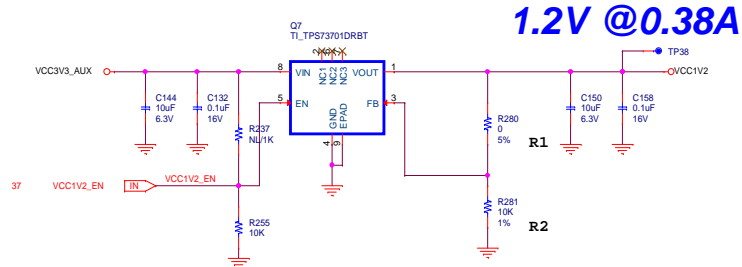 1.2V @0.38A
Q7
TI_TPS73701DRBT
TP38
VCC3V3_AUX
VCC1V2
2
6
7
NC1
NC2
NC3
8
VIN
VOUT
1
5
EN
FB
3
GND
EPAD
4
9
C144
10uF
6.3V
C132
0.1uF
16V
R237
NL/1K
R280
0
5%
R1
C150
10uF
6.3V
C158
0.1uF
16V
37
VCC1V2_EN
IN
VCC1V2_EN
R255
10K
R281
10K
1%
R2